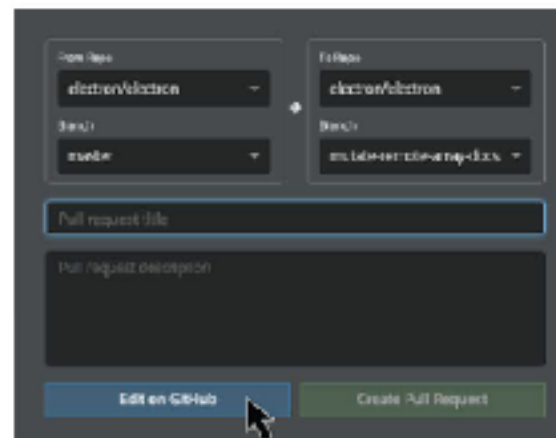 From Repo
To Repo
electron/electron
electron/electron
Branch
Branch
master
Pull request title
Pull request description
Edit on GitHub
Create Pull Request